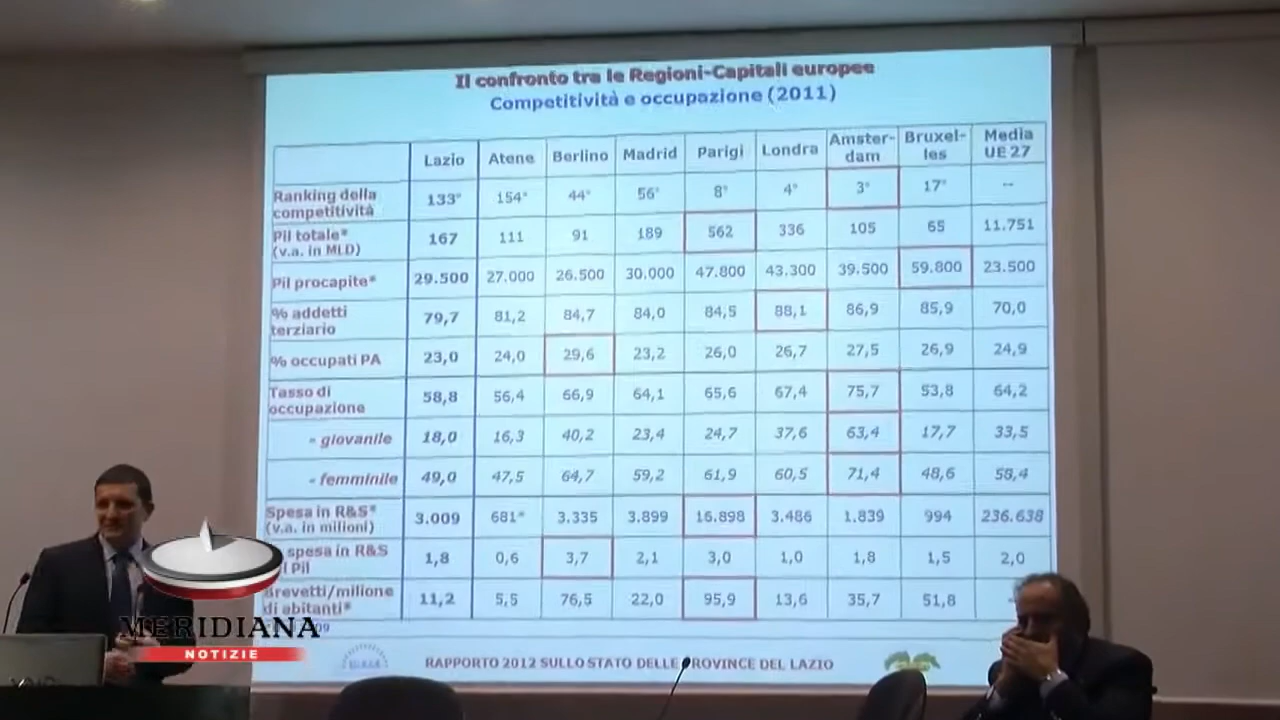 Il confronto tra le Regioni-Capitali europee
Competitività e occupazione (2011)
Lazio Atene Berlino Madrid Parigi Londra Amster-dam Bruxel-les Media UE 27
Ranking della competitività 133° 154° 44° 56° 8° 4° 3° 17° --
Pil totale* (v.a. in MLD) 167 111 91 189 562 336 105 65 11.751
Pil procapite* 29.500 27.000 26.500 30.000 47.800 43.300 39.500 59.800 23.500
% addetti terziario 79,7 81,2 84,7 84,0 84,5 88,1 86,9 85,9 70,0
% occupati PA 23,0 24,0 29,6 23,2 26,0 26,7 27,5 26,9 24,9
Tasso di occupazione 58,8 56,4 66,9 64,1 65,6 67,4 75,7 53,8 64,2
- giovanile 18,0 16,3 40,2 23,4 24,7 37,6 63,4 17,7 33,5
- femminile 49,0 47,5 64,7 59,2 61,9 60,5 71,4 48,6 58,4
Spesa in R&S* (v.a. in milioni) 3.009 681* 3.335 3.899 16.898 3.486 1.839 994 236.638
spesa in R&S Pil 1,8 0,6 3,7 2,1 3,0 1,0 1,8 1,5 2,0
Brevetti/milione di abitanti* 11,2 5,5 76,5 22,0 95,9 13,6 35,7 51,8
RAPPORTO 2012 SULLO STATO DELLE PROVINCE DEL LAZIO
MERIDIANA
NOTIZIE